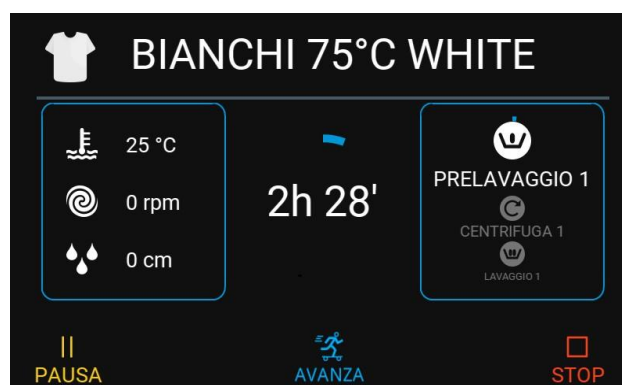 BIANCHI 75°C WHITE
25 °C
0 rpm
0 cm
2h 28'
PRELAVAGGIO 1
CENTRIFUGA 1
LAVAGGIO 1
PAUSA
AVANZA
STOP